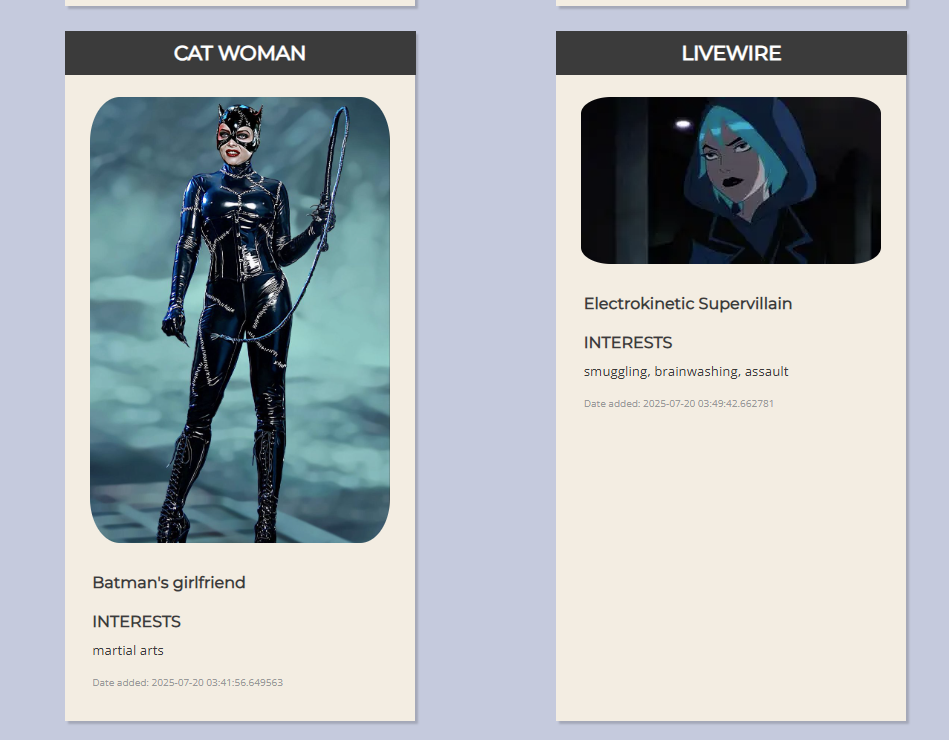 CAT WOMAN
Batman's girlfriend
INTERESTS
martial arts
Date added: 2025-07-20 03:41:56.649563
LIVEWIRE
Electrokinetic Supervillain
INTERESTS
smuggling, brainwashing, assault
Date added: 2025-07-20 03:49:42.662781